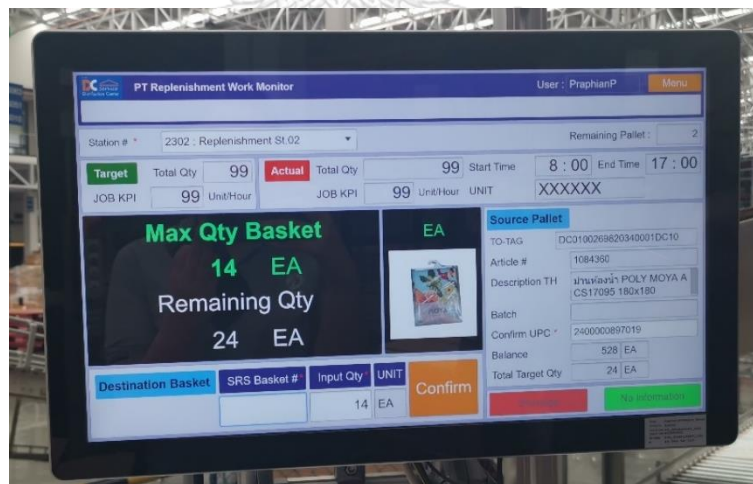 DC
PT Replenishment Work Monitor
User : PraphianP
Menu
Station # *
2302 : Replenishment St.02
Remaining Pallet :
2
Target Total Qty 99 Actual Total Qty 99 Start Time 8 : 00 End Time 17 : 00
JOB KPI 99 Unit/Hour JOB KPI 99 Unit/Hour UNIT XXXXXX
Max Qty Basket
14 EA
Remaining Qty
24 EA
EA
Source Pallet
TO-TAG DC0100269820340001DC10
Article # 1084360
Description TH ม่านห้องน้ำ POLY MOYA A
CS17095 180x180
Batch
Confirm UPC * 2400000897019
Balance 528 EA
Total Target Qty 24 EA
Destination Basket
SRS Basket # * Input Qty * UNIT
14 EA
Confirm
Nia Information